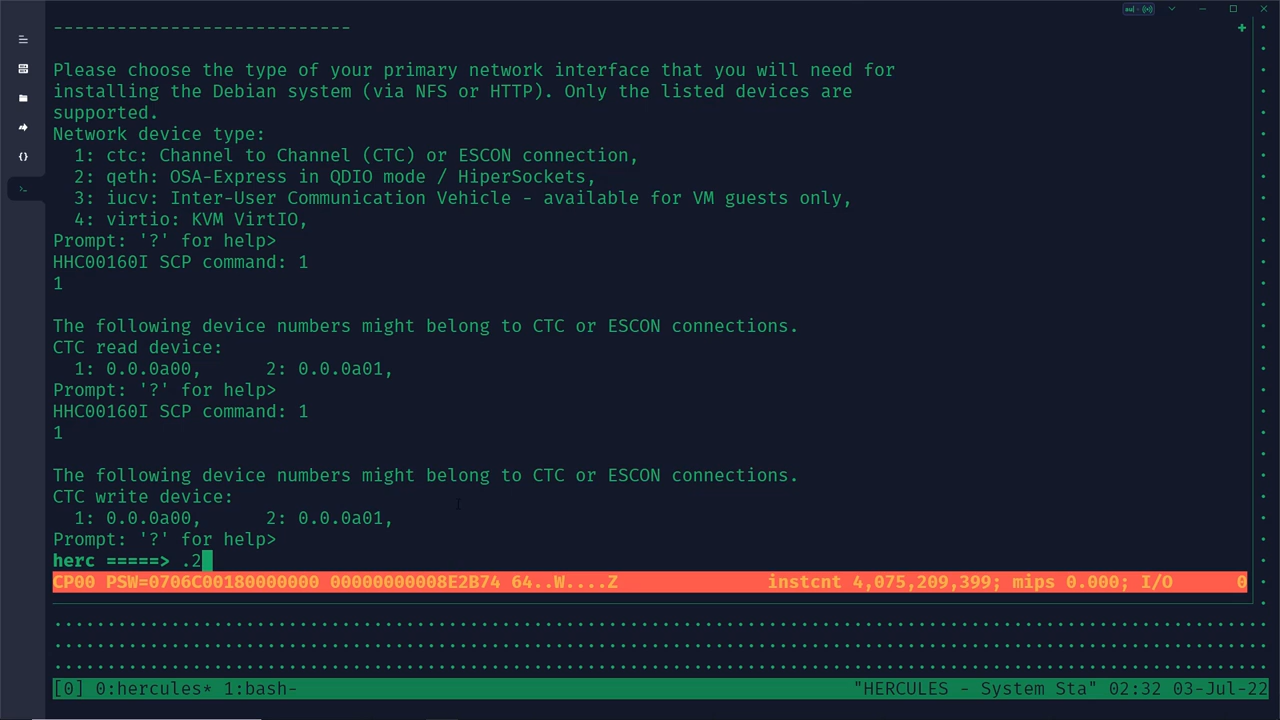 ---------------------------- +
Please choose the type of your primary network interface that you will need for
installing the Debian system (via NFS or HTTP). Only the listed devices are
supported.
Network device type:
  1: ctc: Channel to Channel (CTC) or ESCON connection,
  2: qeth: OSA-Express in QDIO mode / HiperSockets,
  3: iucv: Inter-User Communication Vehicle - available for VM guests only,
  4: virtio: KVM VirtIO,
Prompt: '?' for help>
HHC00160I SCP command: 1
1
The following device numbers might belong to CTC or ESCON connections.
CTC read device:
  1: 0.0.0a00,      2: 0.0.0a01,
Prompt: '?' for help>
HHC00160I SCP command: 1
1
The following device numbers might belong to CTC or ESCON connections.
CTC write device:
  1: 0.0.0a00,      2: 0.0.0a01,
Prompt: '?' for help>
herc =====> .2
CP00 PSW=0706C00180000000 00000000008E2B74 64..W....Z              instcnt 4,075,209,399; mips 0.000; I/O      0
[0] 0:hercules* 1:bash- "HERCULES - System Sta" 02:32 03-Jul-22